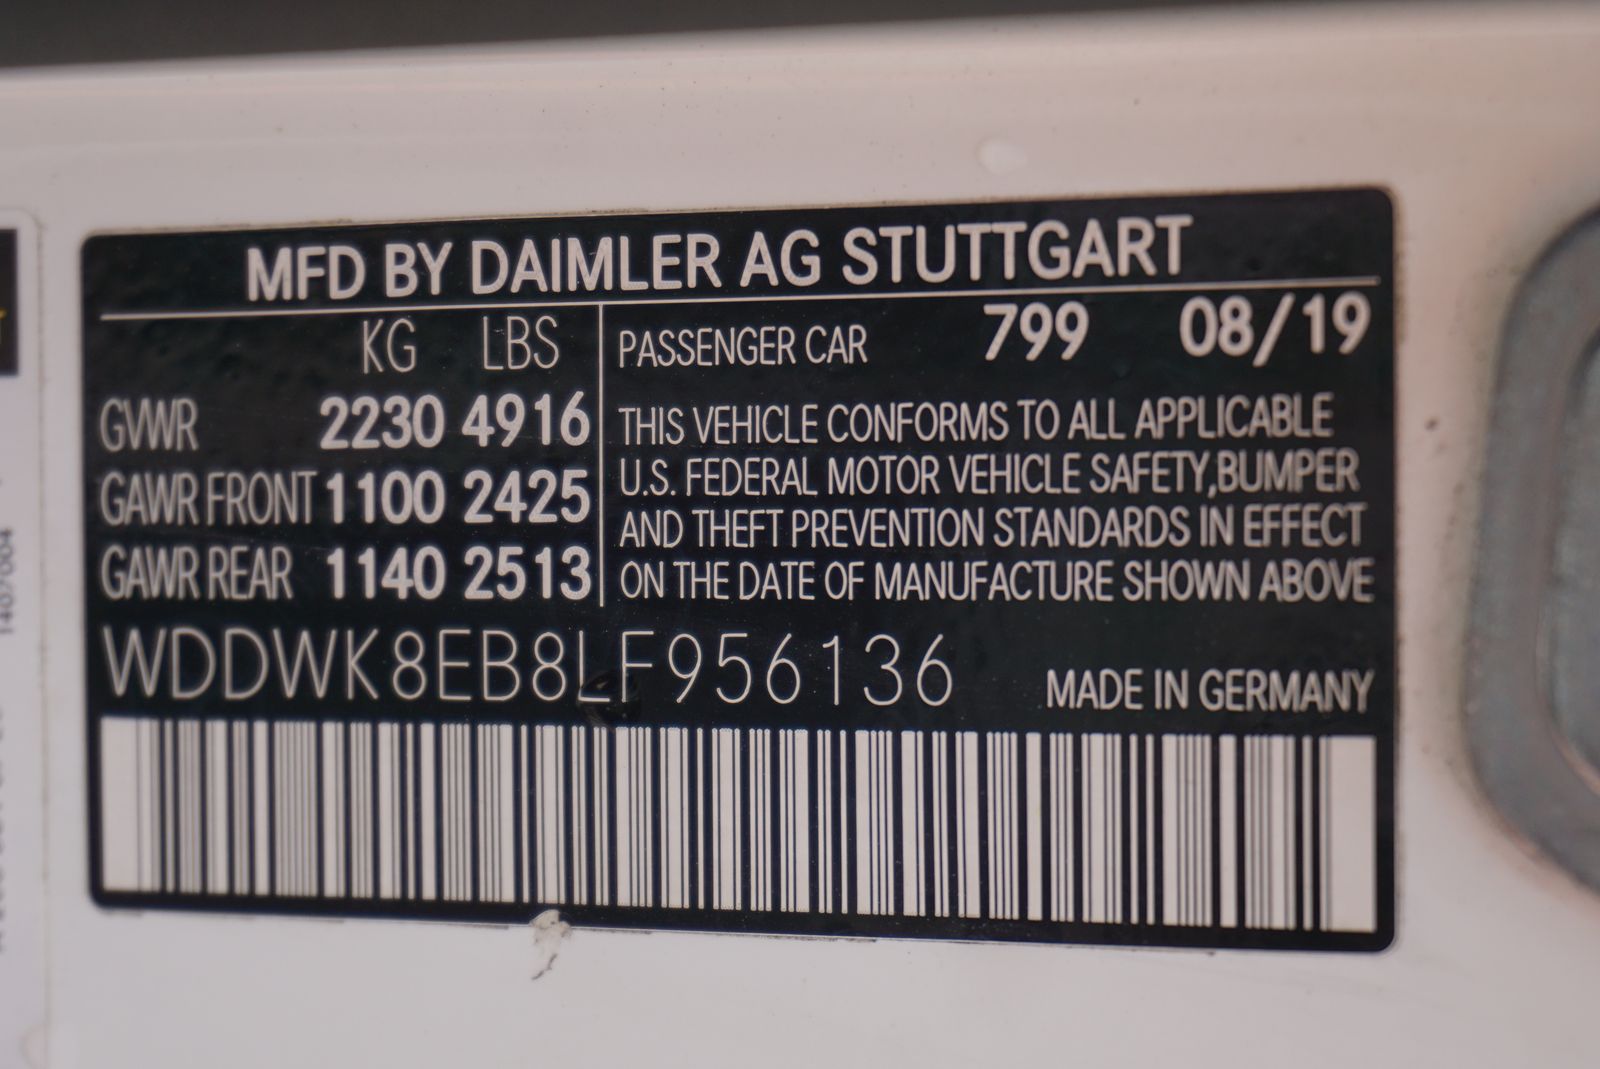 MFD BY DAIMLER AG STUTTGART
KG LBS
GVWR 2230 4916
GAWR FRONT 1100 2425
GAWR REAR 1140 2513
PASSENGER CAR 799 08/19
THIS VEHICLE CONFORMS TO ALL APPLICABLE
U.S. FEDERAL MOTOR VEHICLE SAFETY,BUMPER
AND THEFT PREVENTION STANDARDS IN EFFECT
ON THE DATE OF MANUFACTURE SHOWN ABOVE
WDDWK8EB8LF956136
MADE IN GERMANY